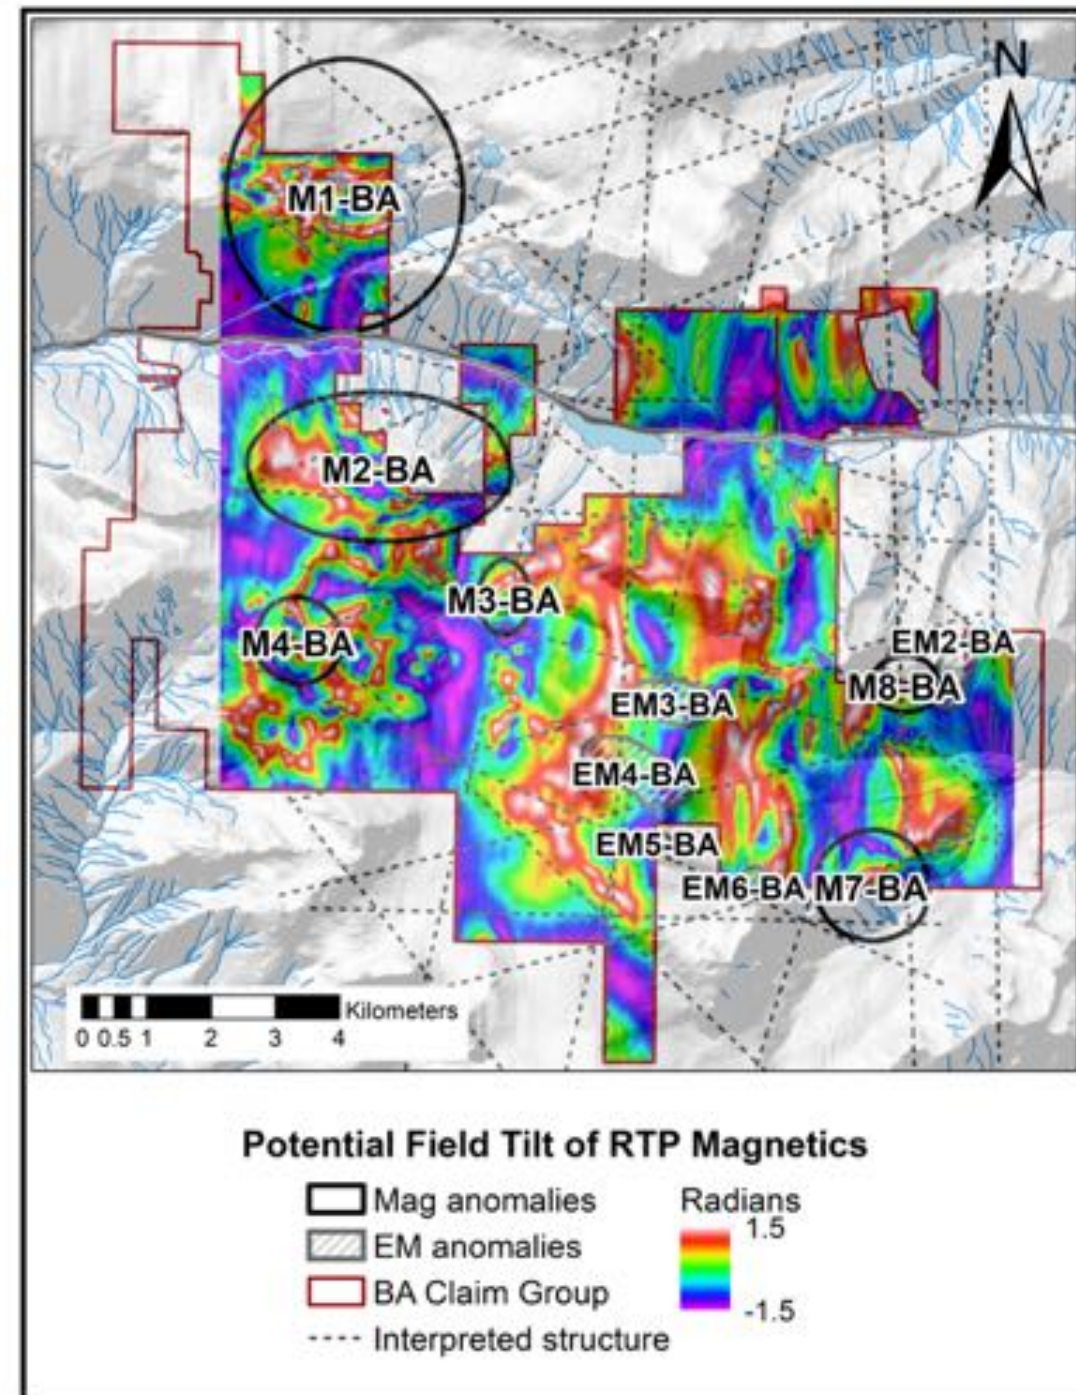 N
M1-BA
M2-BA
M3-BA
M4-BA
EM2-BA
M8-BA
EM3-BA
EM4-BA
EM5-BA
EM6-BA M7-BA
Kilometers
0 0.5 1 2 3 4
Potential Field Tilt of RTP Magnetics
Mag anomalies
EM anomalies
BA Claim Group
Interpreted structure
Radians
1.5
-1.5